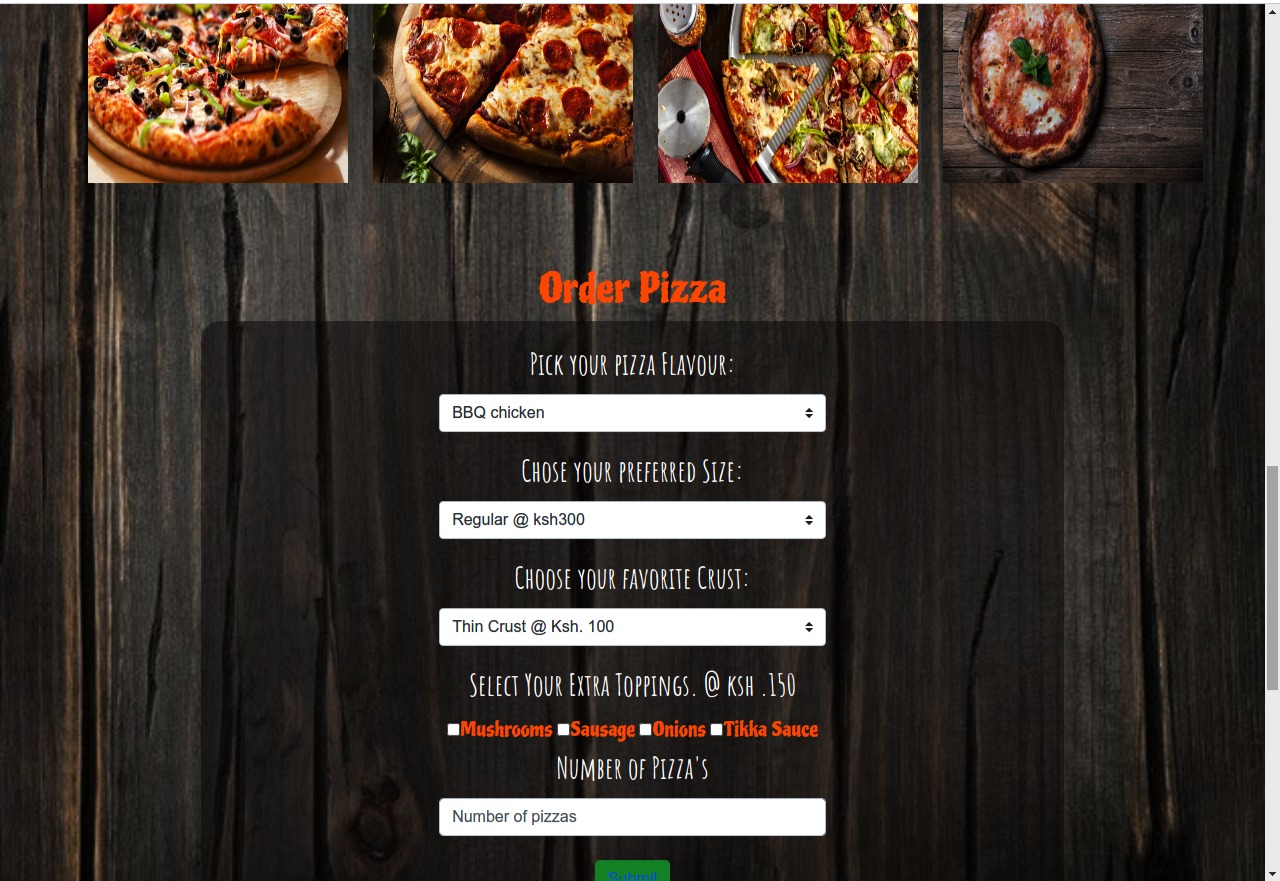 Order Pizza
Pick your pizza Flavour:
BBQ chicken
Chose your preferred Size:
Regular @ ksh300
Choose your favorite Crust:
Thin Crust @ Ksh. 100
Select Your Extra Toppings. @ ksh .150
Mushrooms Sausage Onions Tikka Sauce
Number of Pizza's
Number of pizzas
Submit